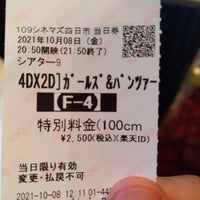 109シネマズ四日市 当日券
2021年10月08日（金）
20:50開映(21:50終了)
シアター9
4DX2D]ｶﾞｰﾙｽﾞ&ﾊﾟﾝﾂｧｰ
(F-4)
特別料金(100cm
¥2,500(税込)(楽天ID)
当日限り有効
変更・払戻不可
2021-10-08 12:11 01-44